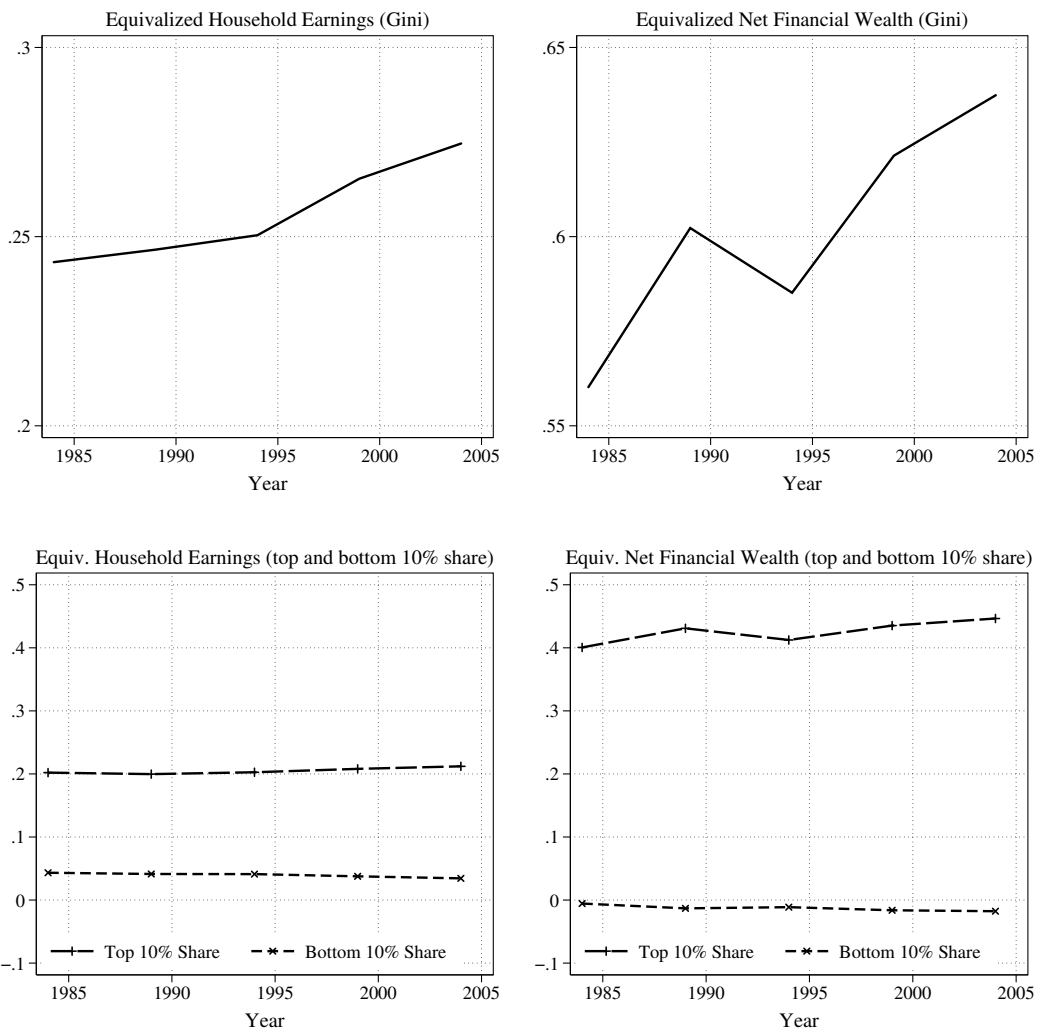 Equivalized Household Earnings (Gini)
.3
.25
.2
1985 1990 1995 2000 2005
Year
Equivalized Net Financial Wealth (Gini)
.65
.6
.55
1985 1990 1995 2000 2005
Year
Equiv. Household Earnings (top and bottom 10% share)
.5
.4
.3
.2
.1
0
−.1
Top 10% Share Bottom 10% Share
1985 1990 1995 2000 2005
Year
Equiv. Net Financial Wealth (top and bottom 10% share)
.5
.4
.3
.2
.1
0
−.1
Top 10% Share Bottom 10% Share
1985 1990 1995 2000 2005
Year